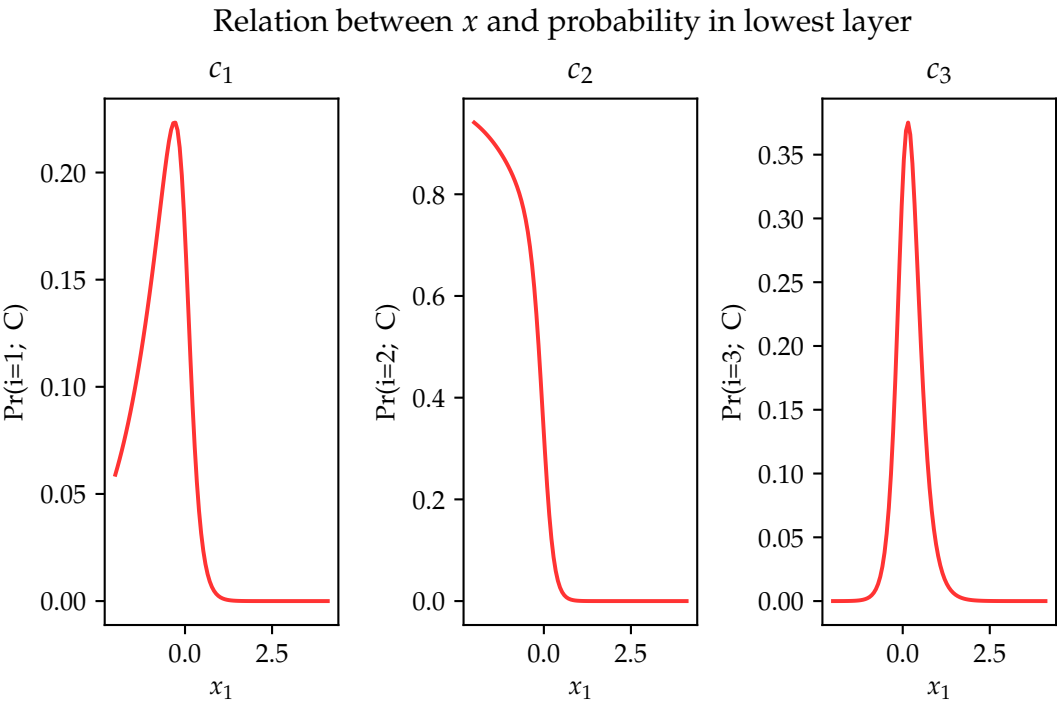 Relation between x and probability in lowest layer
c₁
Pr(i=1; C)
0.20
0.15
0.10
0.05
0.00
0.0 2.5
x₁
c₂
Pr(i=2; C)
0.8
0.6
0.4
0.2
0.0
0.0 2.5
x₁
c₃
Pr(i=3; C)
0.35
0.30
0.25
0.20
0.15
0.10
0.05
0.00
0.0 2.5
x₁